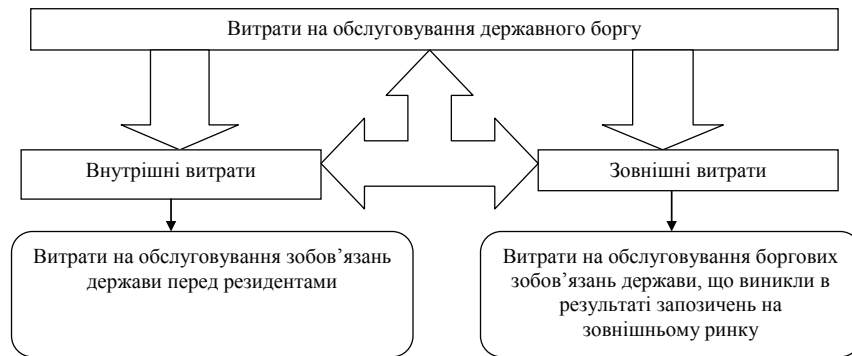 Витрати на обслуговування державного боргу
Внутрішні витрати
Зовнішні витрати
Витрати на обслуговування зобов’язань
держави перед резидентами
Витрати на обслуговування боргових
зобов’язань держави, що виникли в
результаті запозичень на
зовнішньому ринку